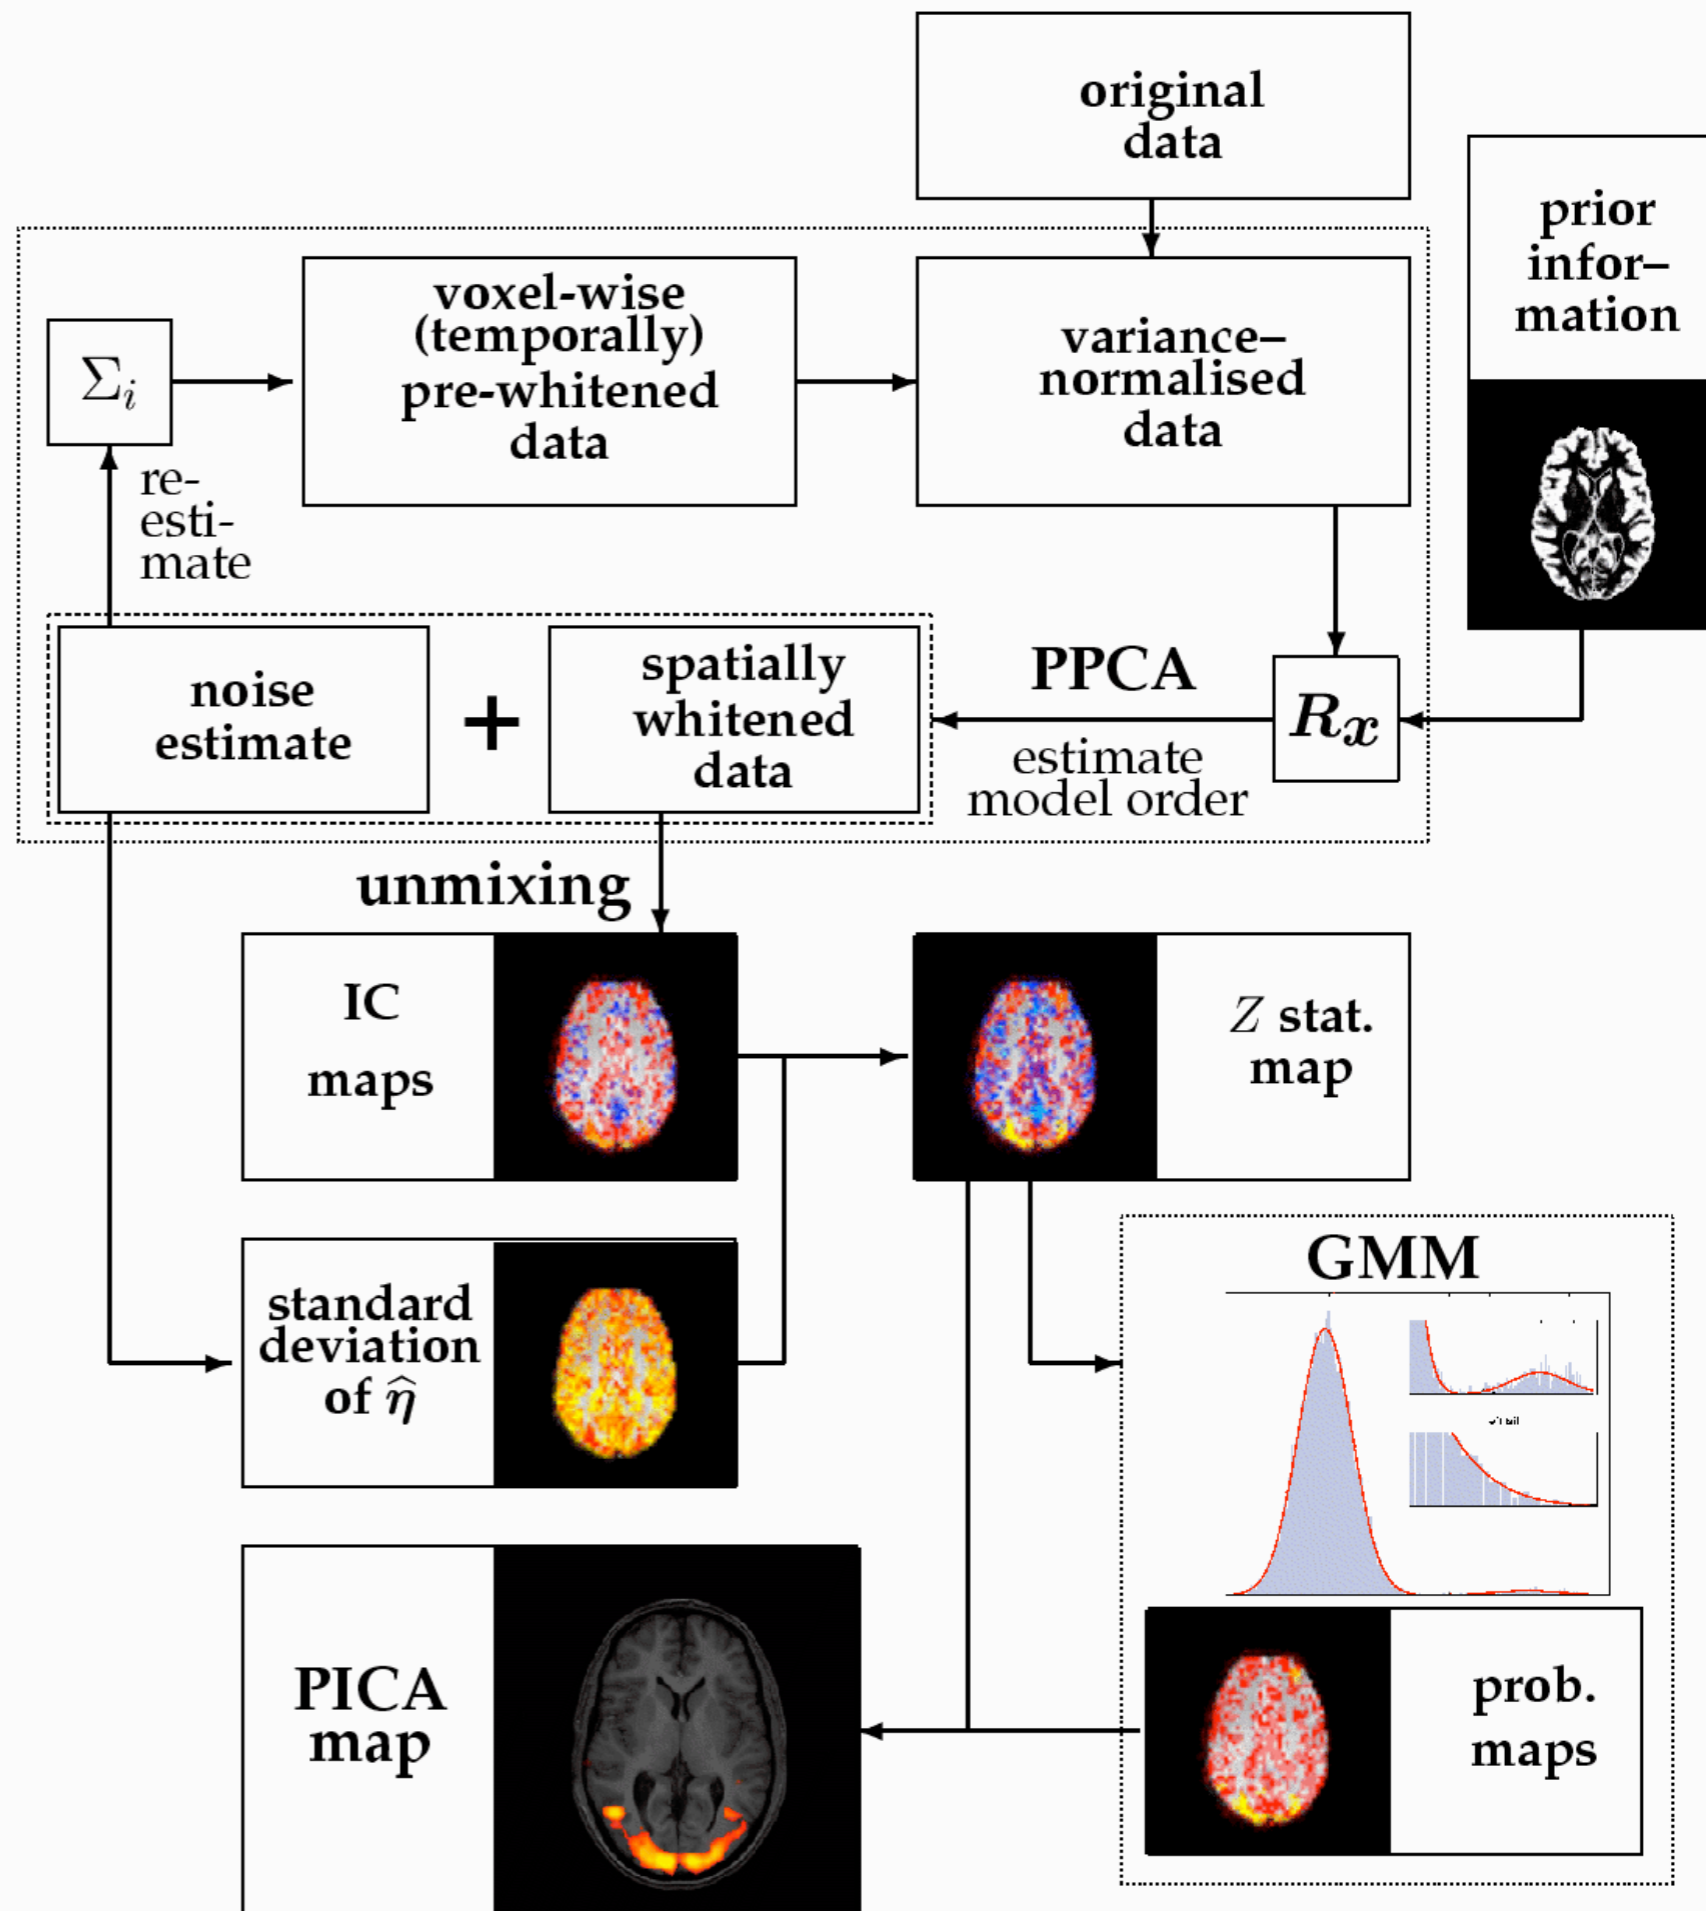 original
data
prior
infor–
mation
voxel-wise
(temporally)
pre-whitened
data
variance–
normalised
data
Σi
re-
esti-
mate
noise
estimate
+
spatially
whitened
data
PPCA
estimate
model order
Rx
unmixing
IC
maps
Z stat.
map
standard
deviation
of η̂
GMM
PICA
map
prob.
maps